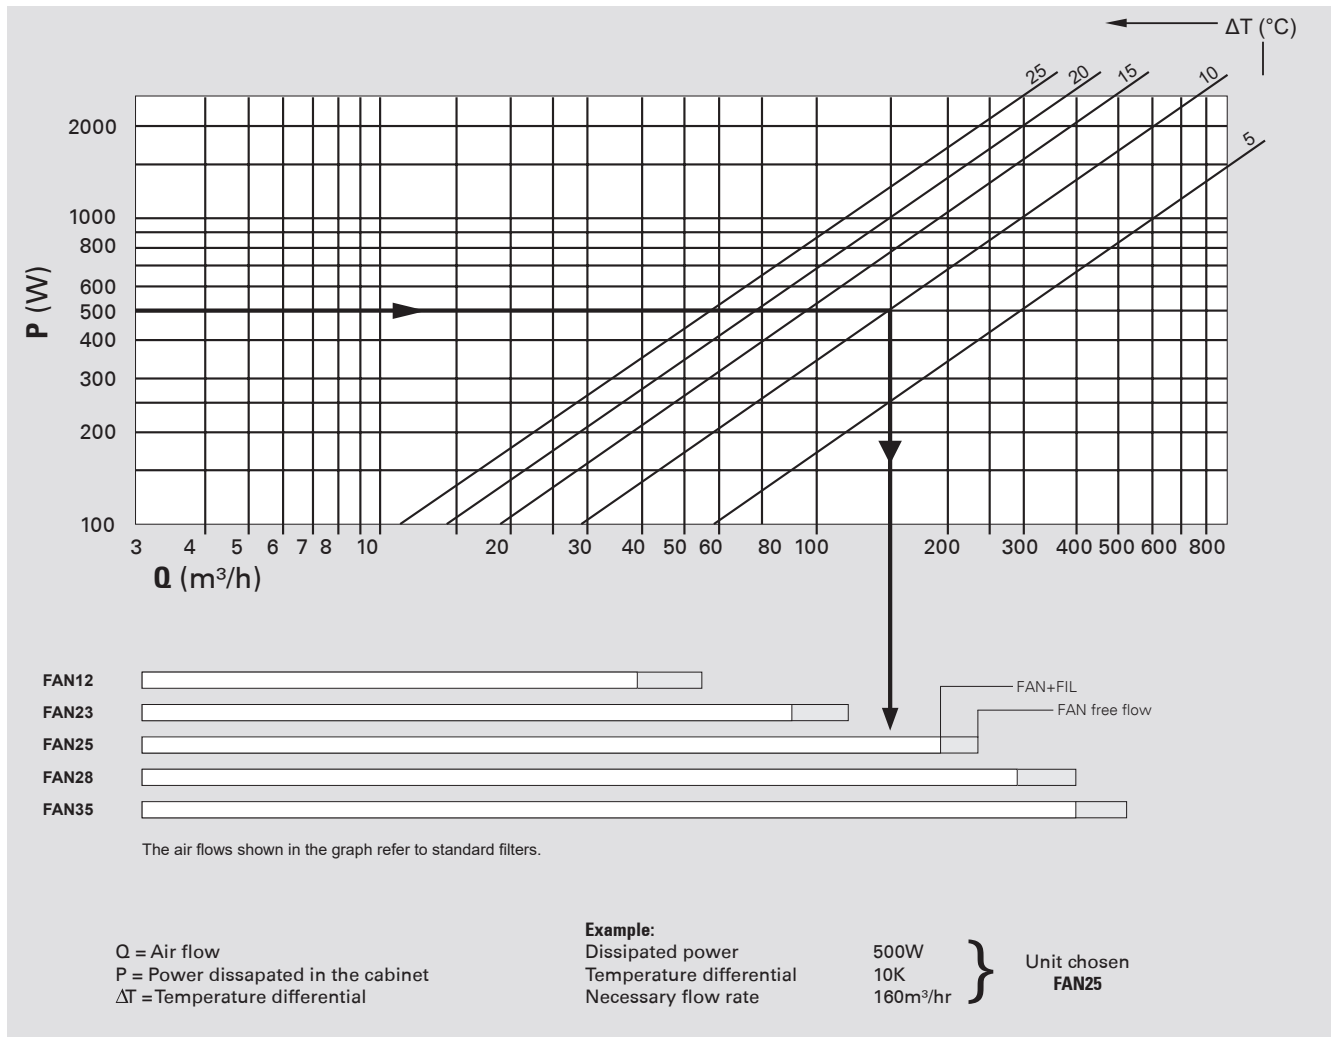 ΔT (°C)
25 20 15 10
5
2000
1000
800
600
500
400
300
200
100
P (W)
3 4 5 6 7 8 10 20 30 40 50 60 80 100 200 300 400 500 600 800
Q (m³/h)
FAN12
FAN23
FAN25
FAN28
FAN35
FAN+FIL
FAN free flow
The air flows shown in the graph refer to standard filters.
Q = Air flow
P = Power dissapated in the cabinet
ΔT = Temperature differential
Example:
Dissipated power 500W
Temperature differential 10K
Necessary flow rate 160m³/hr
}
Unit chosen
FAN25